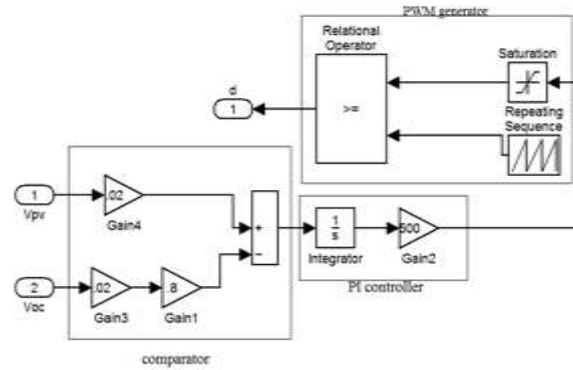 PWM generator
Relational
Operator
>=
Saturation
Repeating
Sequence
d
1
1
Vpv
.02
Gain4
+
−
2
Voc
.02
Gain3
.8
Gain1
1
s
Integrator
500
Gain2
PI controller
comparator